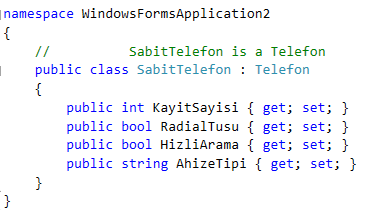 namespace WindowsFormsApplication2
{
//          SabitTelefon is a Telefon
public class SabitTelefon : Telefon
{
public int KayitSayisi { get; set; }
public bool RadialTusu { get; set; }
public bool HizliArama { get; set; }
public string AhizeTipi { get; set; }
}
}